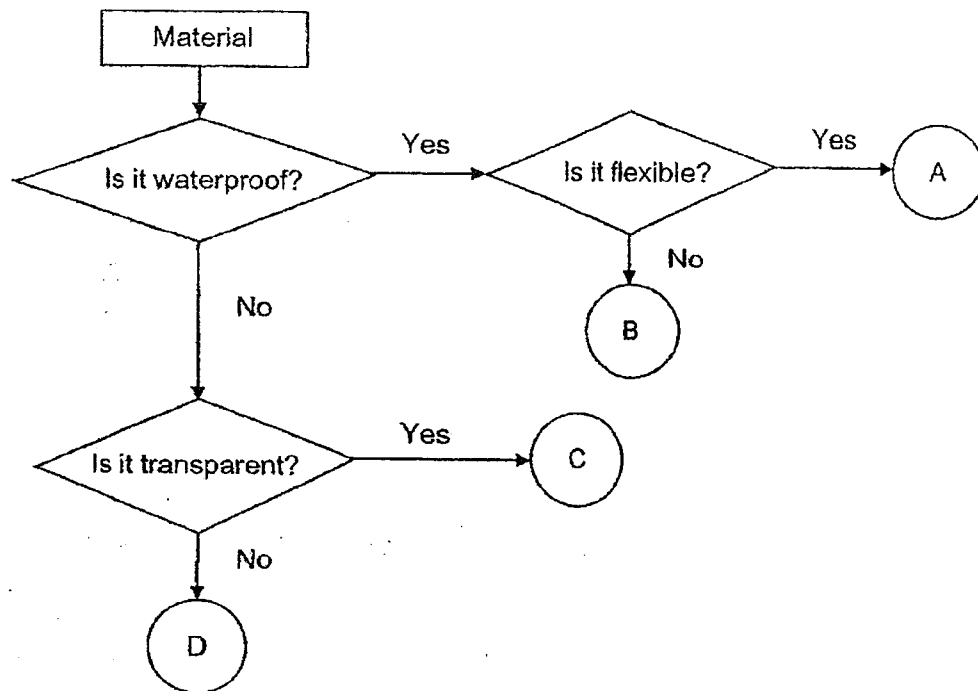 Material
Is it waterproof?
Yes
Is it flexible?
Yes
A
No
B
No
Is it transparent?
Yes
C
No
D